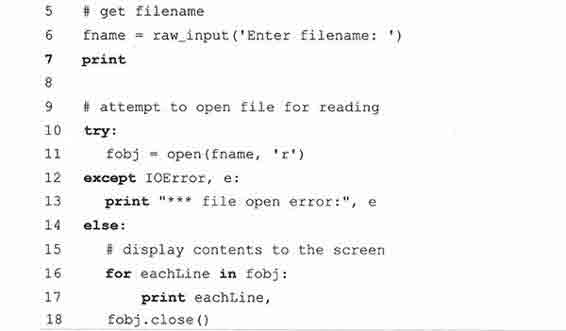 5 # get filename
6 fname = raw_input('Enter filename: ')
7 print
8
9 # attempt to open file for reading
10 try:
11 fobj = open(fname, 'r')
12 except IOError, e:
13 print "*** file open error:", e
14 else:
15 # display contents to the screen
16 for eachLine in fobj:
17 print eachLine,
18 fobj.close()